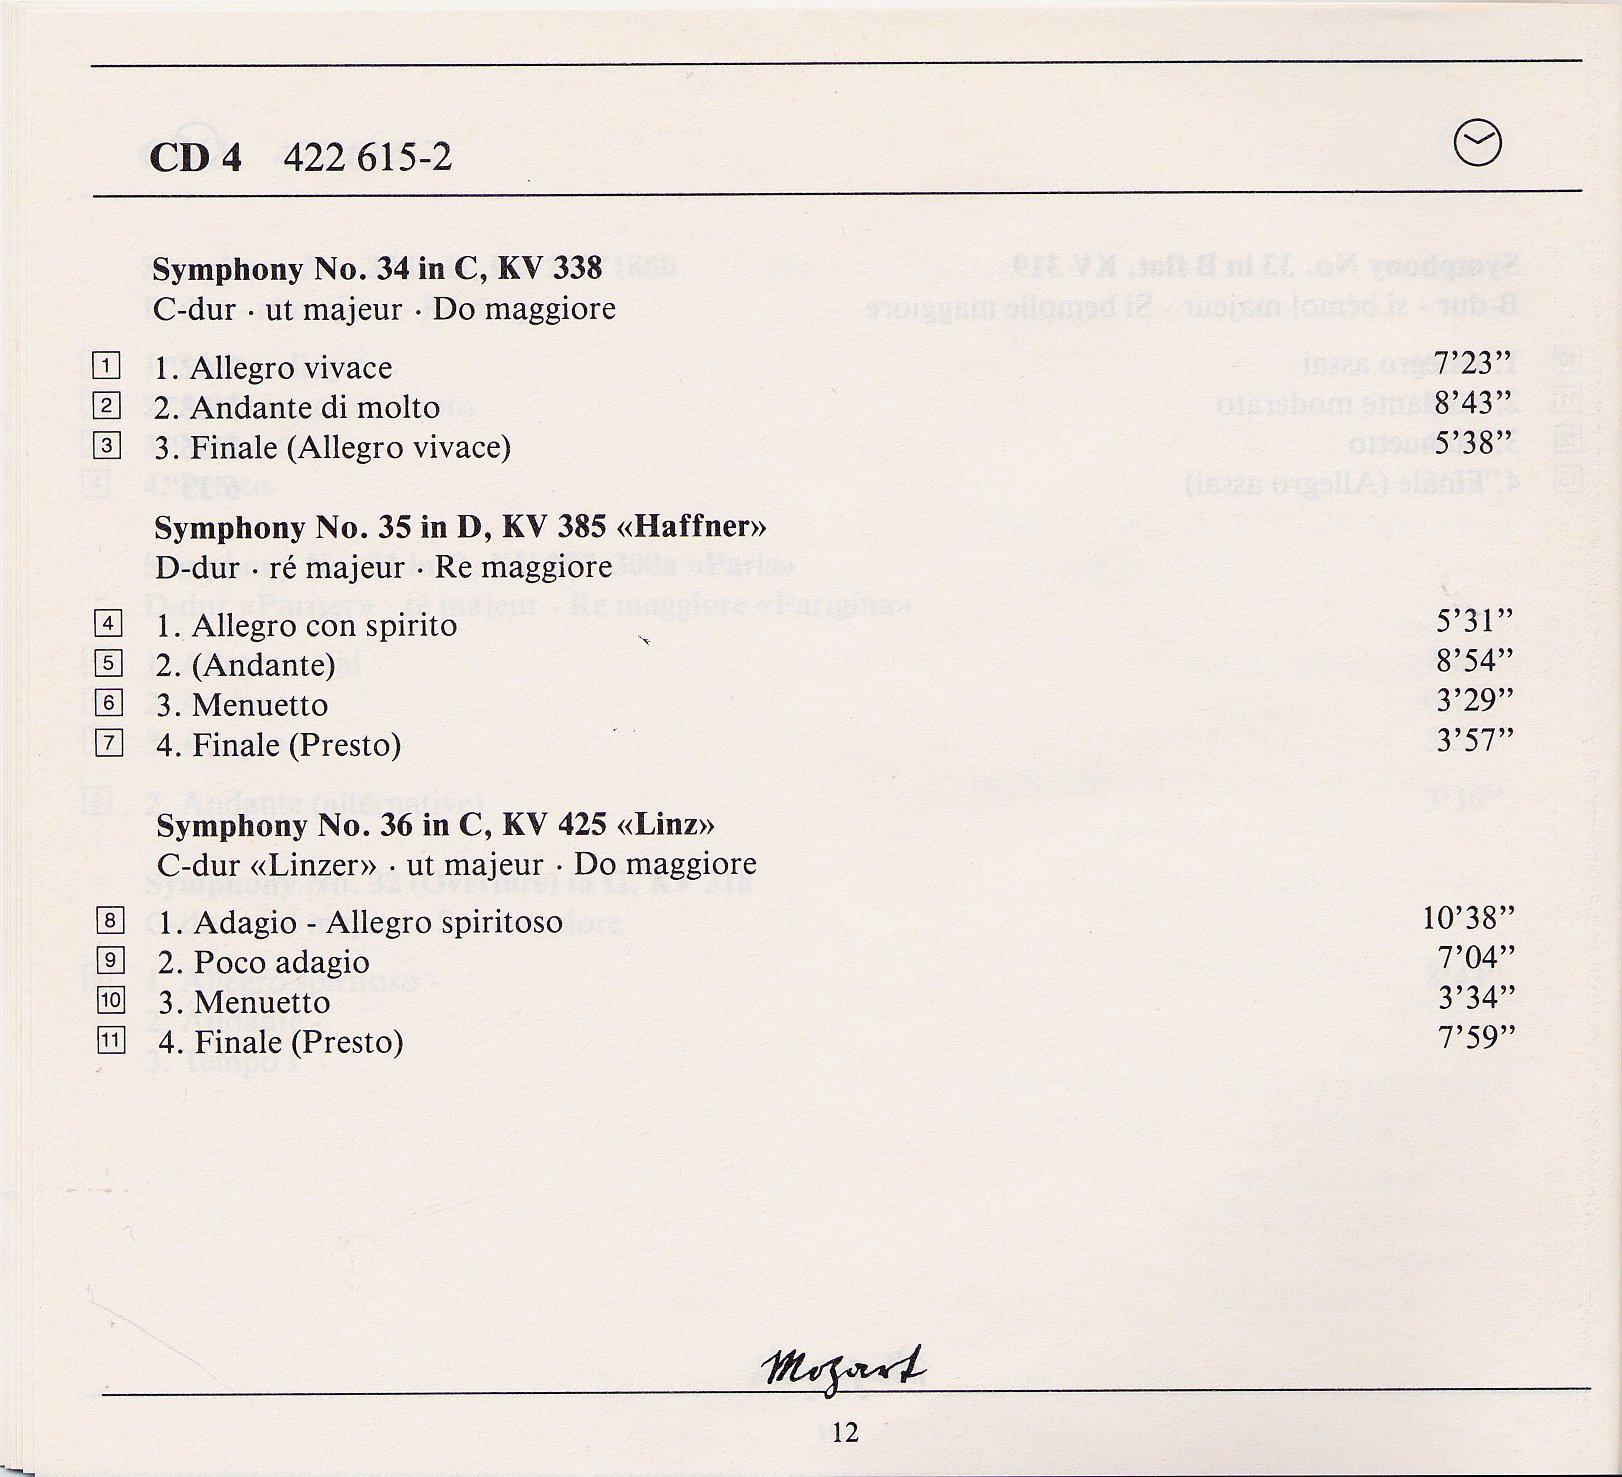 CD 4 422 615-2
Symphony No. 34 in C, KV 338
C-dur · ut majeur · Do maggiore
1 1. Allegro vivace 7’23”
2 2. Andante di molto 8’43”
3 3. Finale (Allegro vivace) 5’38”
Symphony No. 35 in D, KV 385 «Haffner»
D-dur · ré majeur · Re maggiore
4 1. Allegro con spirito 5’31”
5 2. (Andante) 8’54”
6 3. Menuetto 3’29”
7 4. Finale (Presto) 3’57”
Symphony No. 36 in C, KV 425 «Linz»
C-dur «Linzer» · ut majeur · Do maggiore
8 1. Adagio - Allegro spiritoso 10’38”
9 2. Poco adagio 7’04”
10 3. Menuetto 3’34”
11 4. Finale (Presto) 7’59”
Mozart
12